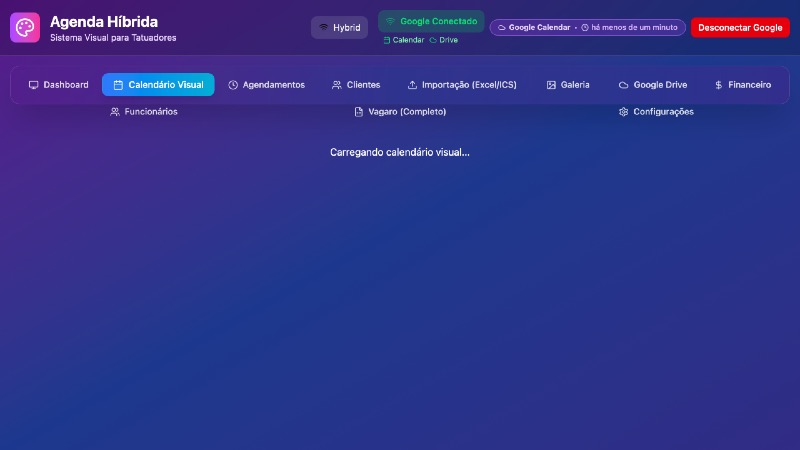 Agenda Híbrida
Sistema Visual para Tatuadores
Hybrid
Google Conectado
Calendar Drive
Google Calendar • há menos de um minuto
Desconectar Google
Dashboard Calendário Visual Agendamentos Clientes Importação (Excel/ICS) Galeria Google Drive Financeiro
Funcionários Vagaro (Completo) Configurações
Carregando calendário visual...